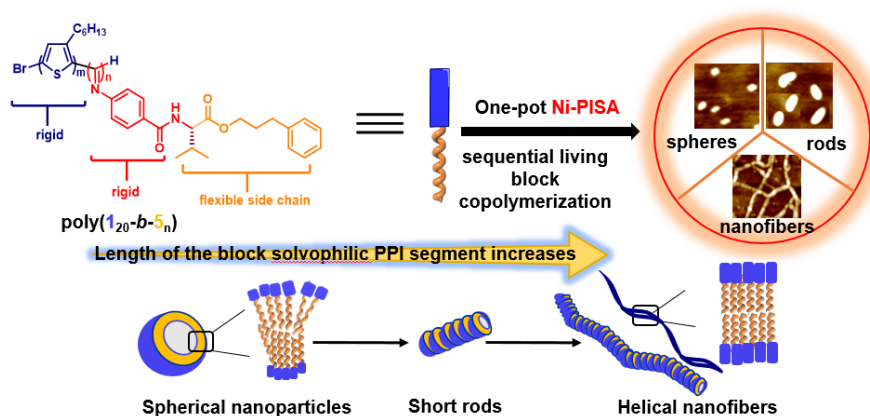 C6H13
Br
S
m
n
H
N
H
N
O
O
O
rigid
rigid
flexible side chain
poly(1₂₀-b-5ₙ)
One-pot Ni-PISA
sequential living
block
copolymerization
spheres
rods
nanofibers
Length of the block solvophilic PPI segment increases
Spherical nanoparticles
Short rods
Helical nanofibers